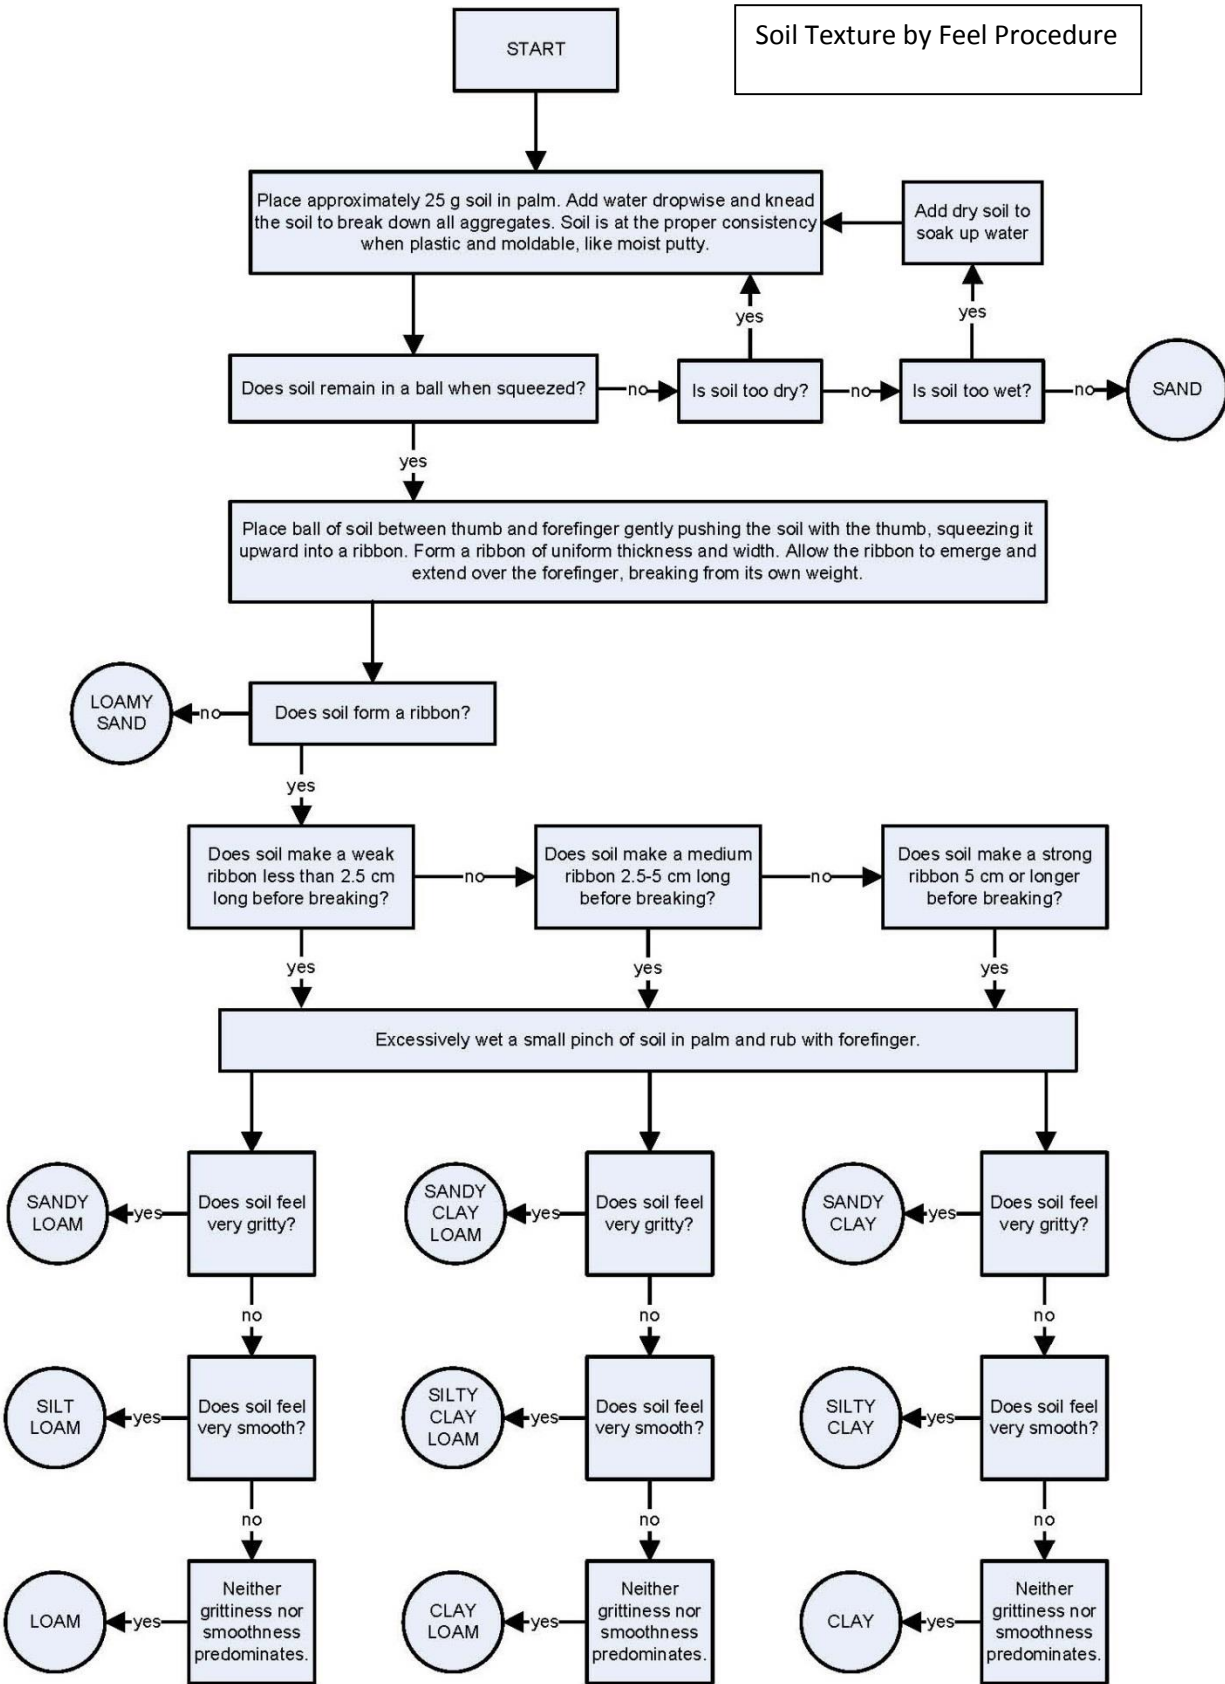 Soil Texture by Feel Procedure
START
Place approximately 25 g soil in palm. Add water dropwise and knead
the soil to break down all aggregates. Soil is at the proper consistency
when plastic and moldable, like moist putty.
Add dry soil to
soak up water
yes
yes
Does soil remain in a ball when squeezed?
no
Is soil too dry?
no
Is soil too wet?
no
SAND
yes
Place ball of soil between thumb and forefinger gently pushing the soil with the thumb, squeezing it
upward into a ribbon. Form a ribbon of uniform thickness and width. Allow the ribbon to emerge and
extend over the forefinger, breaking from its own weight.
LOAMY
SAND
no
Does soil form a ribbon?
yes
Does soil make a weak
ribbon less than 2.5 cm
long before breaking?
no
Does soil make a medium
ribbon 2.5-5 cm long
before breaking?
no
Does soil make a strong
ribbon 5 cm or longer
before breaking?
yes
yes
yes
Excessively wet a small pinch of soil in palm and rub with forefinger.
SANDY
LOAM
yes
Does soil feel
very gritty?
SANDY
CLAY
LOAM
yes
Does soil feel
very gritty?
SANDY
CLAY
yes
Does soil feel
very gritty?
no
no
no
SILT
LOAM
yes
Does soil feel
very smooth?
SILTY
CLAY
LOAM
yes
Does soil feel
very smooth?
SILTY
CLAY
yes
Does soil feel
very smooth?
no
no
no
LOAM
yes
Neither
grittiness nor
smoothness
predominates.
CLAY
LOAM
yes
Neither
grittiness nor
smoothness
predominates.
CLAY
yes
Neither
grittiness nor
smoothness
predominates.